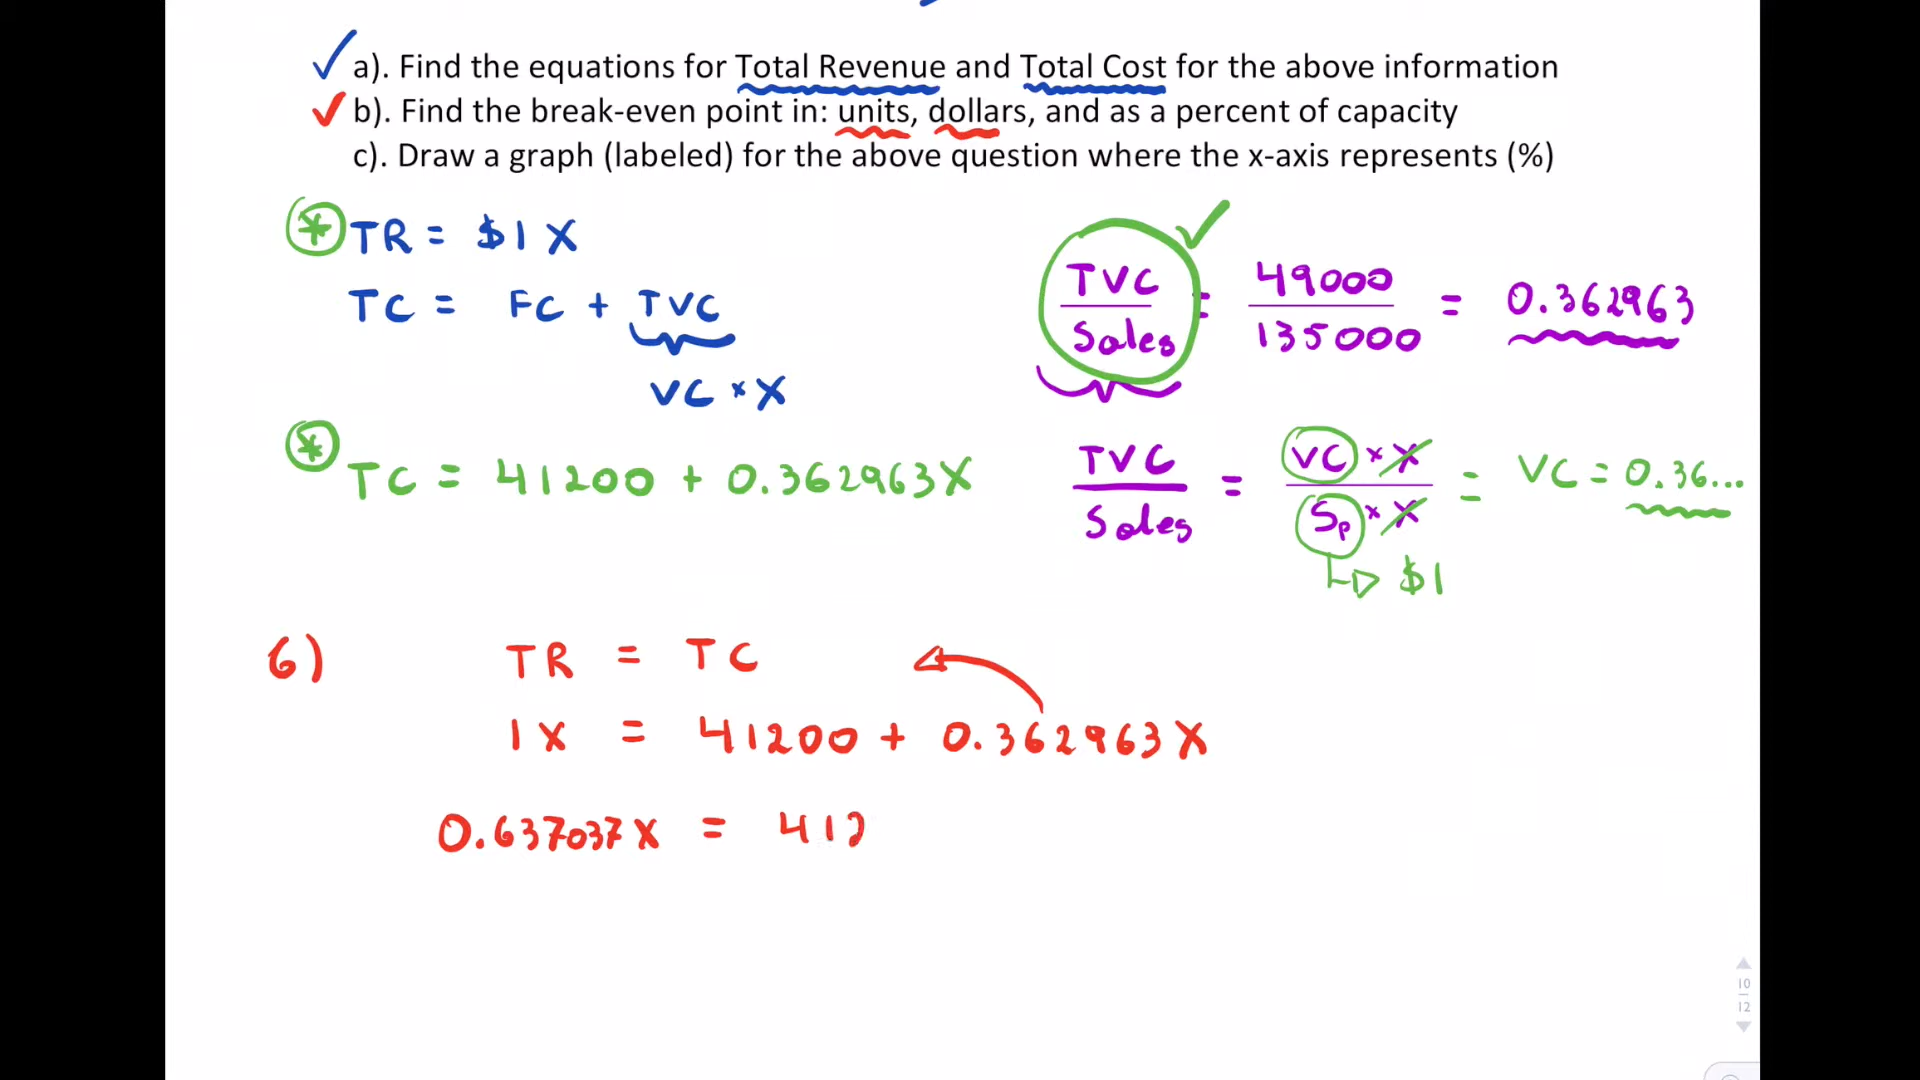 a). Find the equations for Total Revenue and Total Cost for the above information
b). Find the break-even point in: units, dollars, and as a percent of capacity
c). Draw a graph (labeled) for the above question where the x-axis represents (%)
* TR = $1 X
TC = FC + TVC
VC × X
TVC / Sales = 49000 / 135000 = 0.362963
* TC = 41200 + 0.362963X
TVC / Sales = VC × X / Sp × X = VC = 0.36...
$1
6) TR = TC
1X = 41200 + 0.362963X
0.637037X = 412
10
12